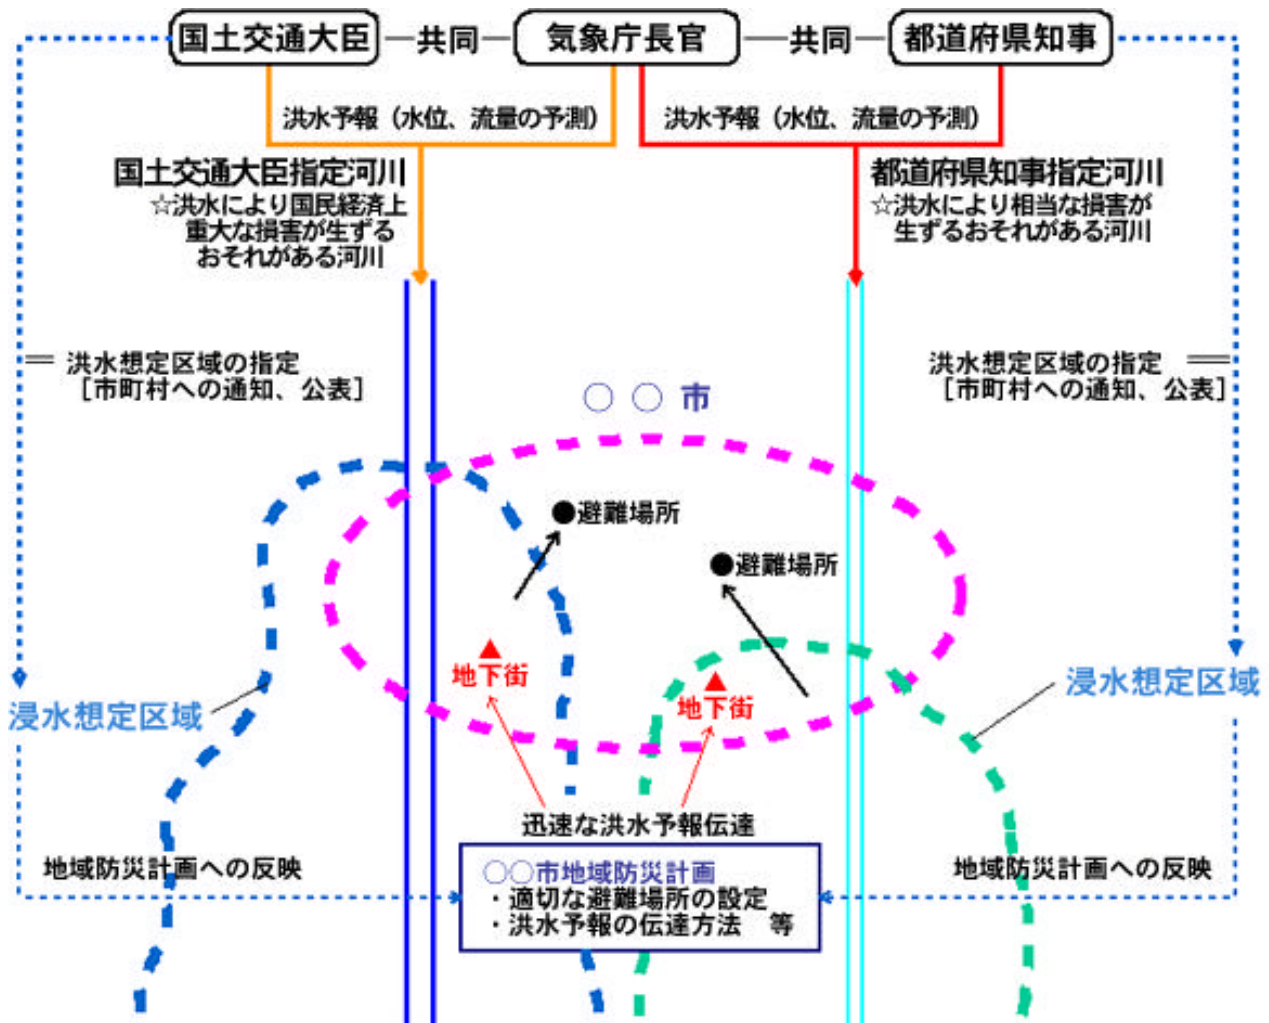 国土交通大臣
共同
気象庁長官
共同
都道府県知事
洪水予報（水位、流量の予測）
洪水予報（水位、流量の予測）
国土交通大臣指定河川
☆洪水により国民経済上
重大な損害が生ずる
おそれがある河川
都道府県知事指定河川
☆洪水により相当な損害が
生ずるおそれがある河川
洪水想定区域の指定
［市町村への通知、公表］
洪水想定区域の指定
［市町村への通知、公表］
〇〇市
●避難場所
●避難場所
▲
地下街
▲
地下街
浸水想定区域
浸水想定区域
迅速な洪水予報伝達
地域防災計画への反映
地域防災計画への反映
〇〇市地域防災計画
・適切な避難場所の設定
・洪水予報の伝達方法　等